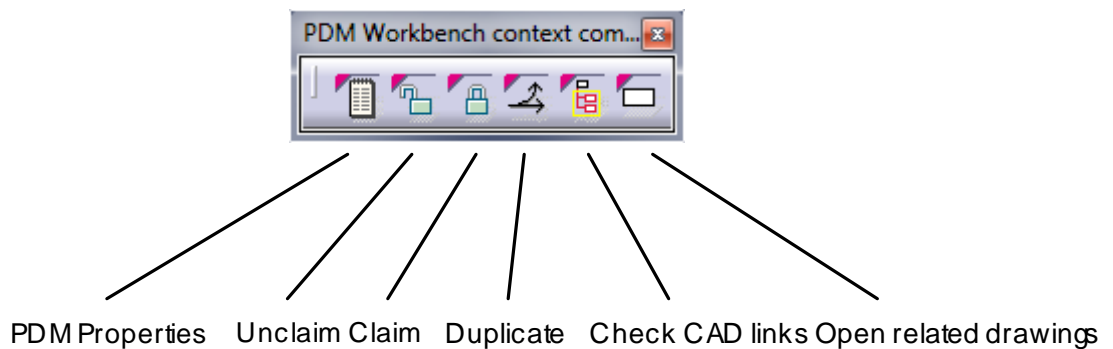 PDM Workbench context com...
PDM Properties Unclaim Claim Duplicate Check CAD links Open related drawings